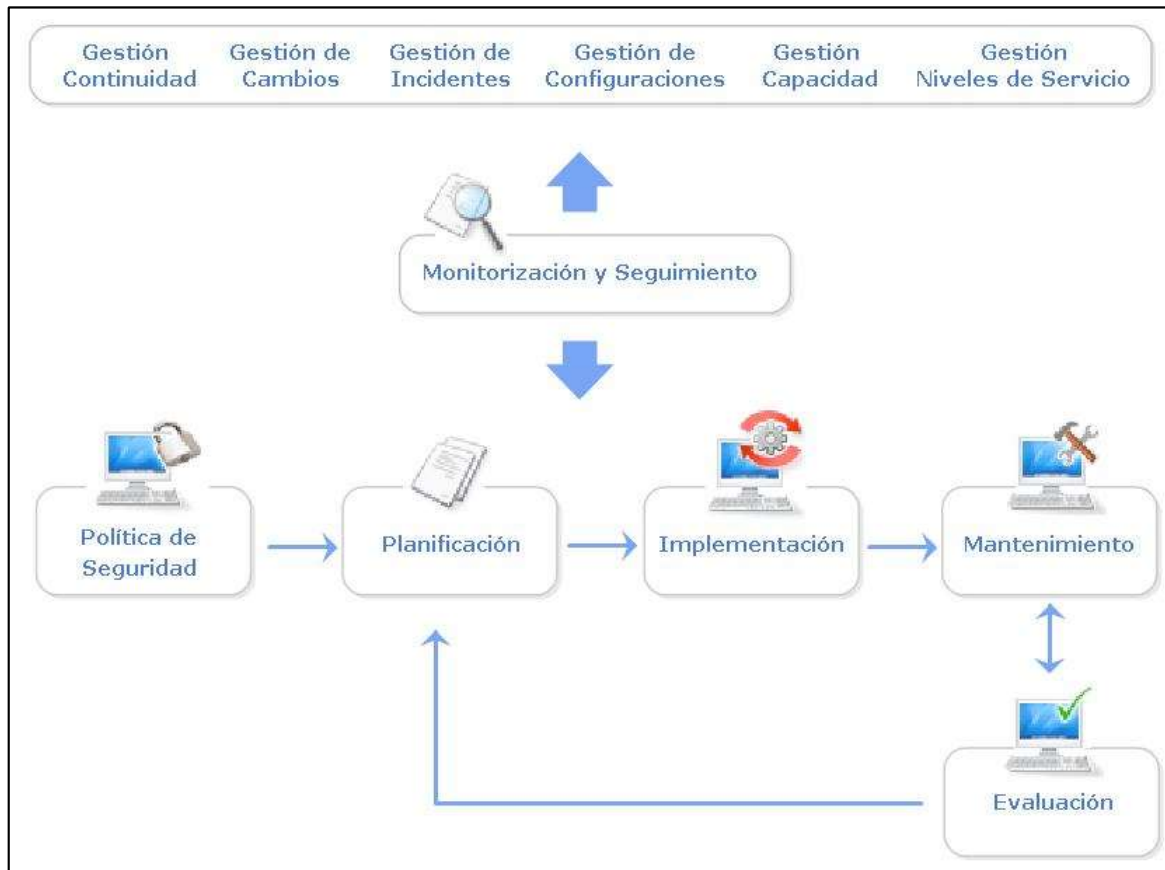 Gestión
Continuidad
Gestión de
Cambios
Gestión de
Incidentes
Gestión de
Configuraciones
Gestión
Capacidad
Gestión
Niveles de Servicio
Monitorización y Seguimiento
Política de
Seguridad
Planificación
Implementación
Mantenimiento
Evaluación